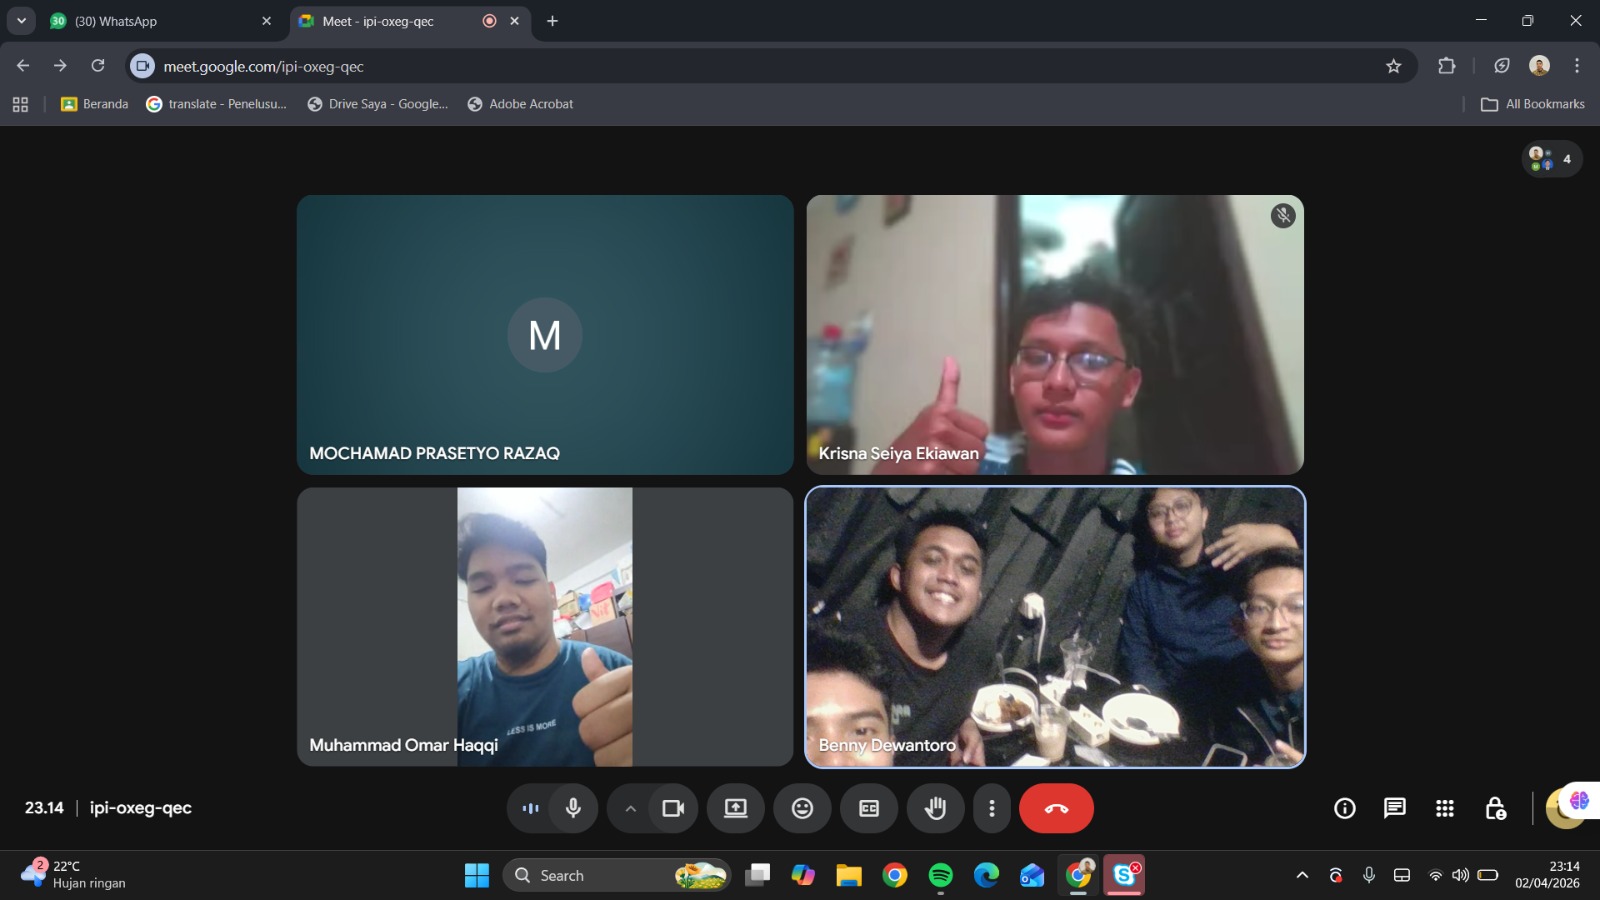 30
(30) WhatsApp
Meet - ipi-oxeg-qec
meet.google.com/ipi-oxeg-qec
Beranda
translate - Penelusu...
Drive Saya - Google...
Adobe Acrobat
All Bookmarks
4
M
MOCHAMAD PRASETYO RAZAQ
Krisna Seiya Ekiawan
LESS IS MORE
Muhammad Omar Haqqi
Benny Dewantoro
23.14 | ipi-oxeg-qec
2
22°C
Hujan ringan
Search
23:14
02/04/2026